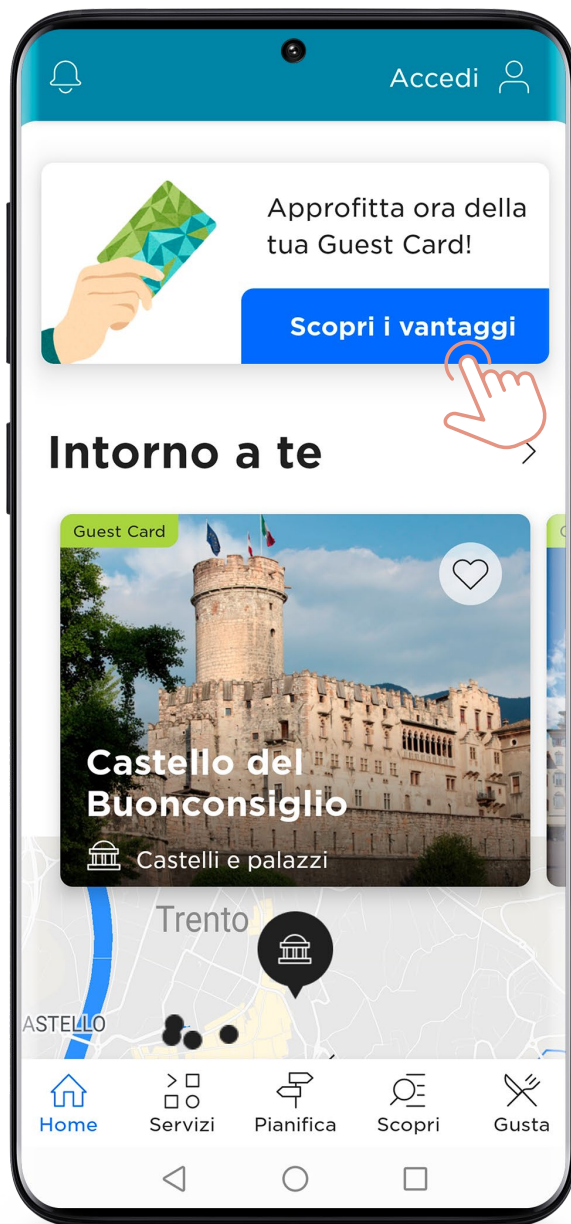 Accedi
Approfitta ora della
tua Guest Card!
Scopri i vantaggi
Intorno a te
Guest Card
Castello del
Buonconsiglio
Castelli e palazzi
Trento
ASTELLO
Home
Servizi
Pianifica
Scopri
Gusta